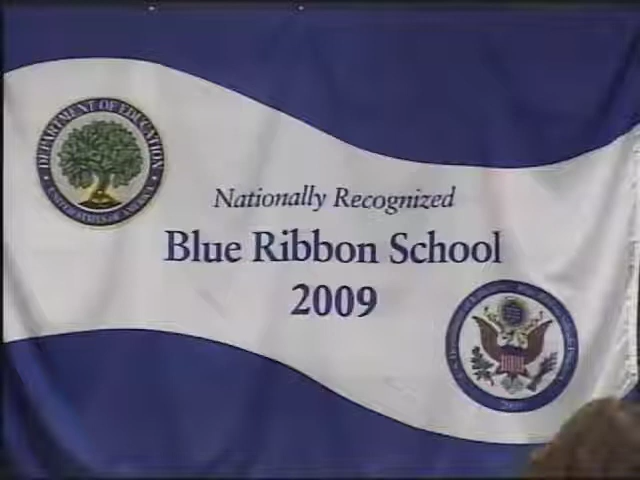 DEPARTMENT OF EDUCATION
UNITED STATES OF AMERICA
Nationally Recognized
Blue Ribbon School
2009